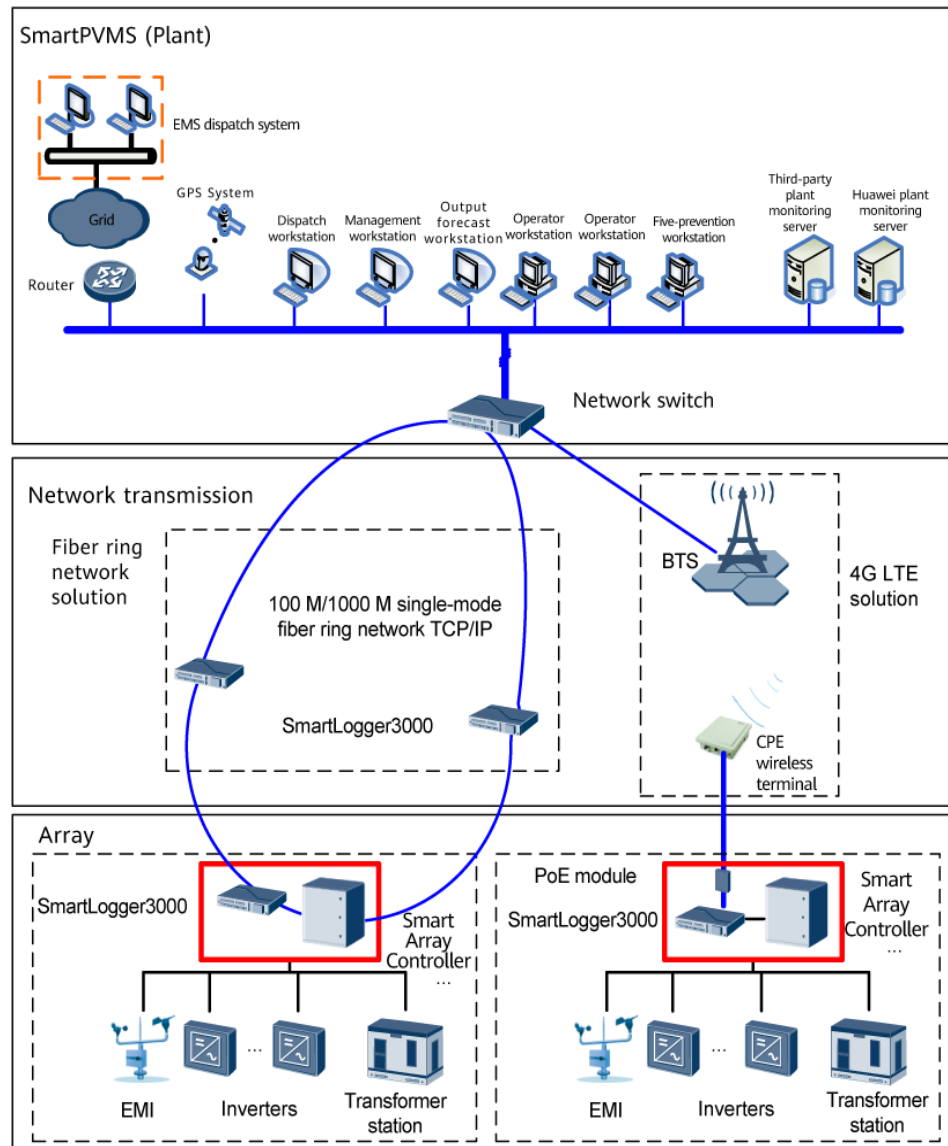 SmartPVMS (Plant)
EMS dispatch system
Grid
Router
GPS System
Dispatch
workstation
Management
workstation
Output
forecast
workstation
Operator
workstation
Operator
workstation
Five-prevention
workstation
Third-party
plant
monitoring
server
Huawei plant
monitoring
server
Network switch
Network transmission
Fiber ring
network
solution
100 M/1000 M single-mode
fiber ring network TCP/IP
SmartLogger3000
BTS
4G LTE
solution
CPE
wireless
terminal
Array
SmartLogger3000
Smart
Array
Controller
...
...
EMI
Inverters
Transformer
station
PoE module
SmartLogger3000
Smart
Array
Controller
...
...
EMI
Inverters
Transformer
station